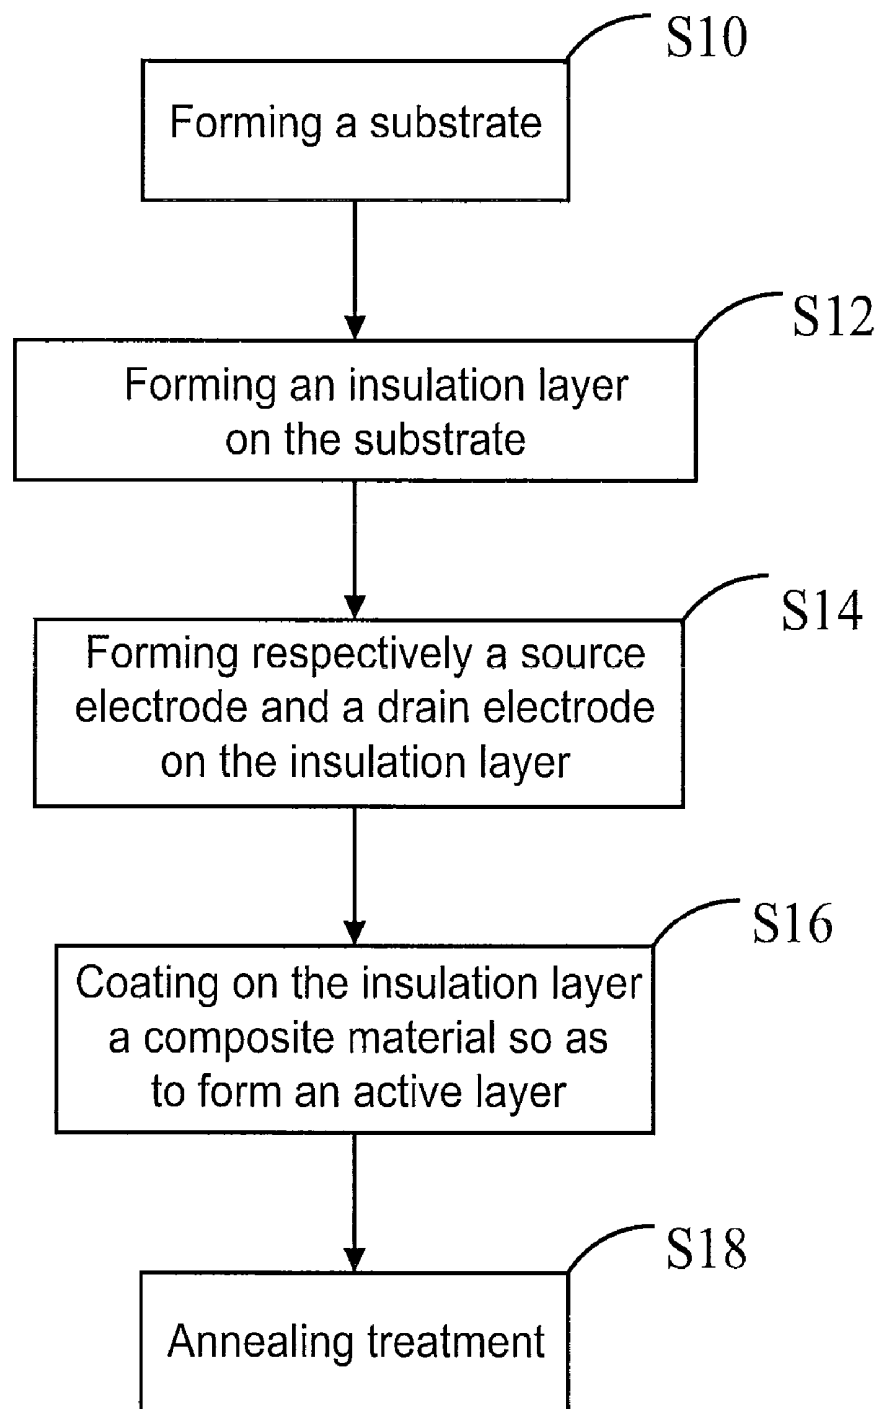 S10
Forming a substrate
S12
Forming an insulation layer
on the substrate
S14
Forming respectively a source
electrode and a drain electrode
on the insulation layer
S16
Coating on the insulation layer
a composite material so as
to form an active layer
S18
Annealing treatment